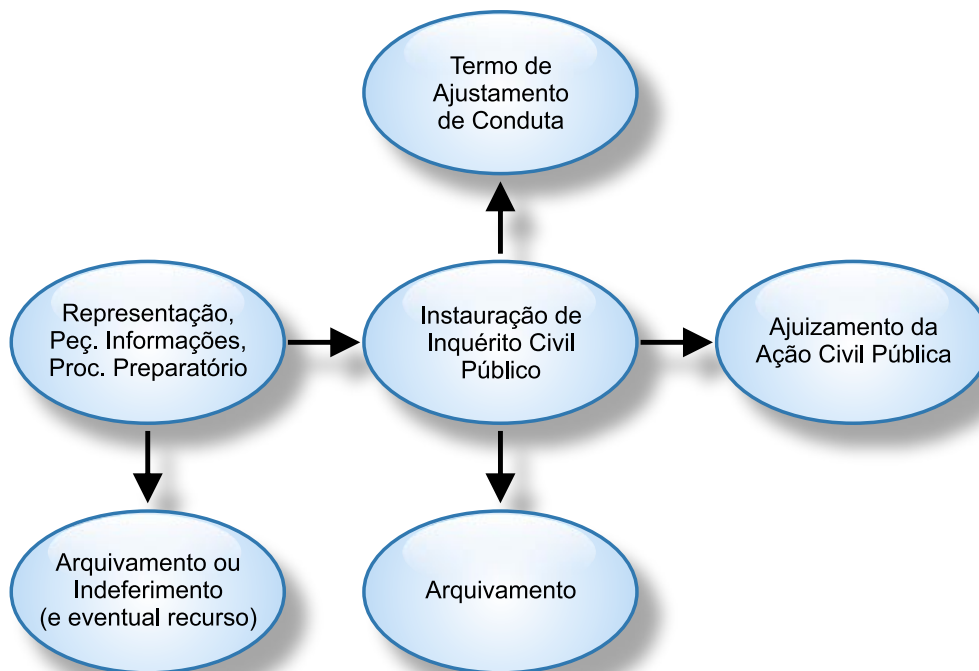 Termo de
Ajustamento
de Conduta
Representação,
Peç. Informações,
Proc. Preparatório
Instauração de
Inquérito Civil
Público
Ajuizamento da
Ação Civil Pública
Arquivamento ou
Indeferimento
(e eventual recurso)
Arquivamento